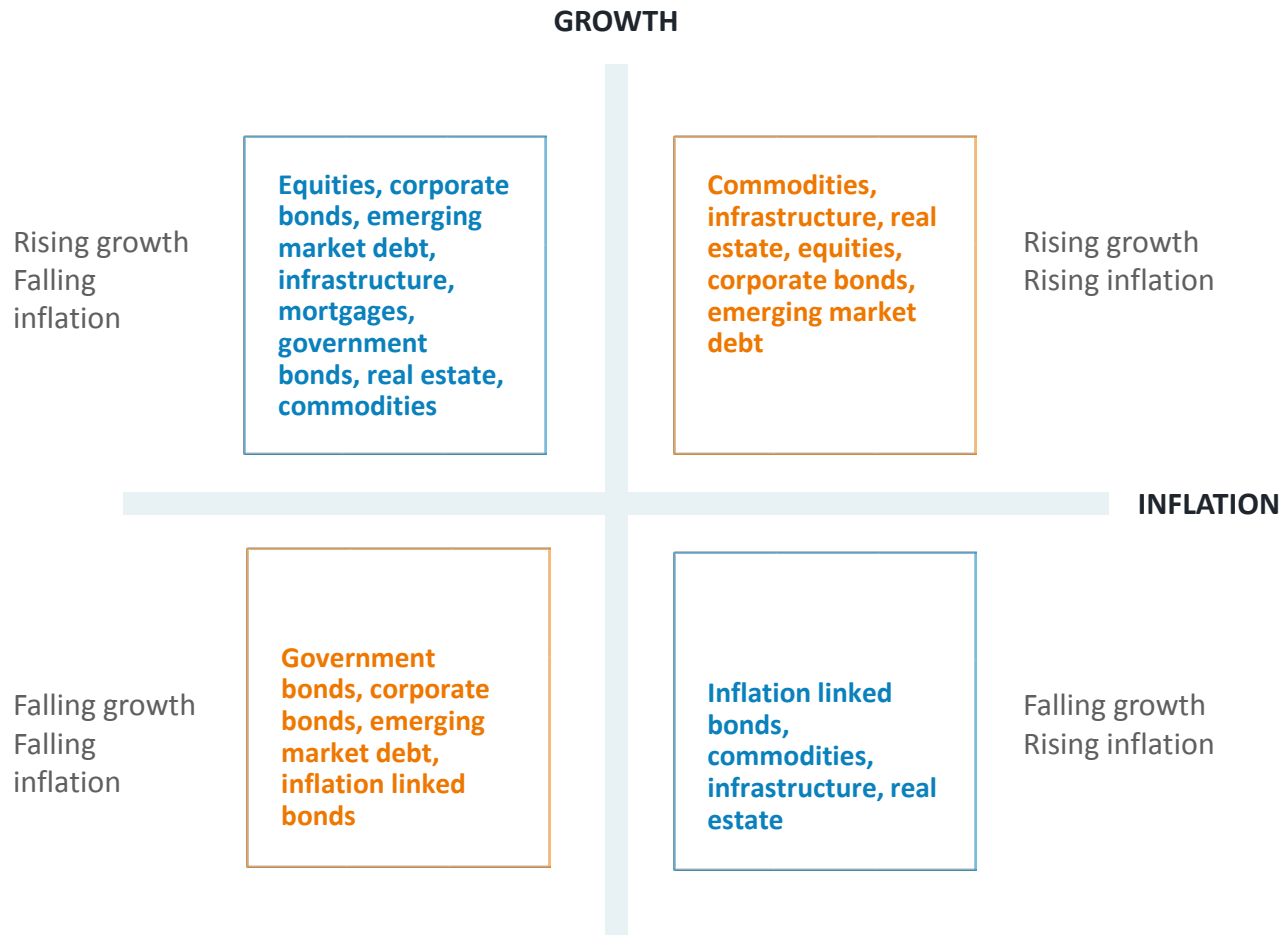 GROWTH
Rising growth
Falling
inflation
Equities, corporate
bonds, emerging
market debt,
infrastructure,
mortgages,
government
bonds, real estate,
commodities
Commodities,
infrastructure, real
estate, equities,
corporate bonds,
emerging market
debt
Rising growth
Rising inflation
INFLATION
Falling growth
Falling
inflation
Government
bonds, corporate
bonds, emerging
market debt,
inflation linked
bonds
Inflation linked
bonds,
commodities,
infrastructure, real
estate
Falling growth
Rising inflation